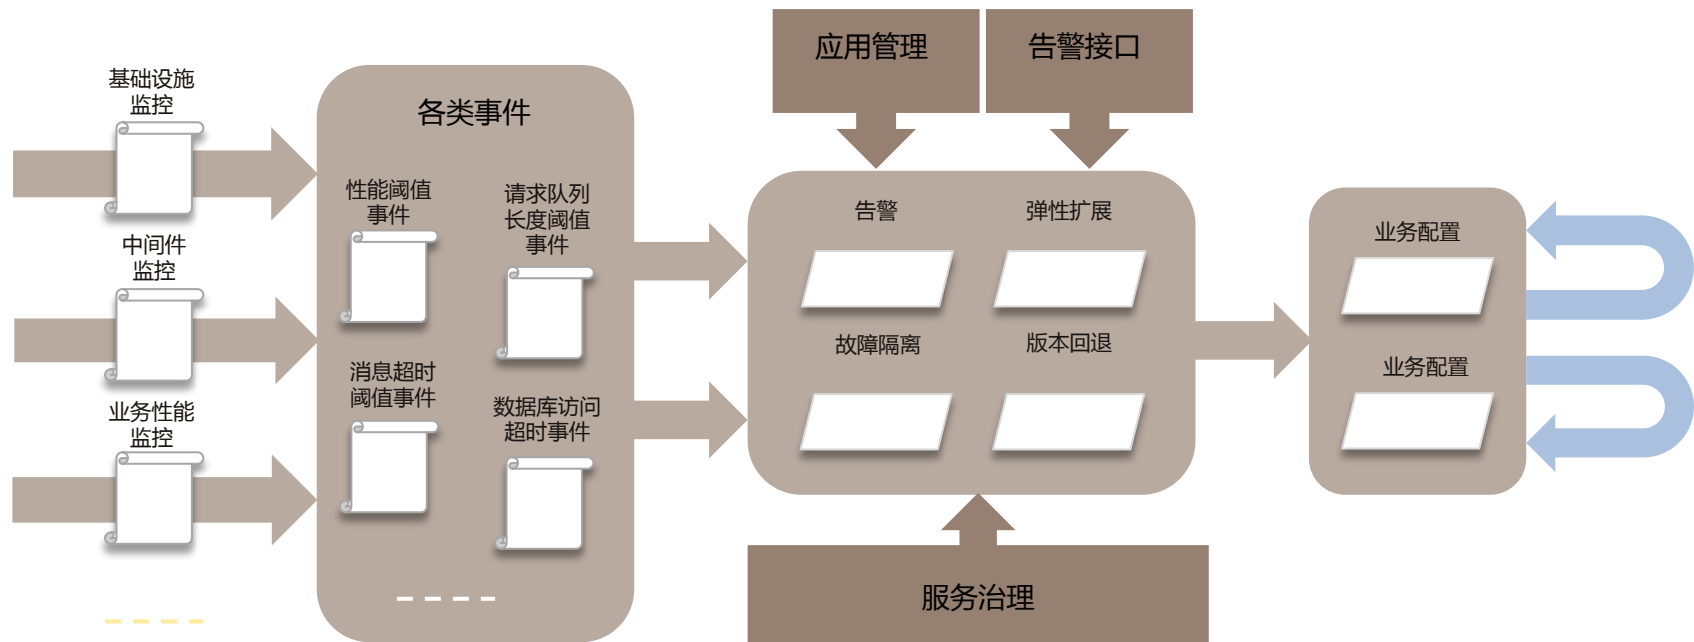 基础设施
监控
中间件
监控
业务性能
监控
各类事件
性能阈值
事件
请求队列
长度阈值
事件
消息超时
阈值事件
数据库访问
超时事件
应用管理
告警接口
告警
弹性扩展
故障隔离
版本回退
服务治理
业务配置
业务配置